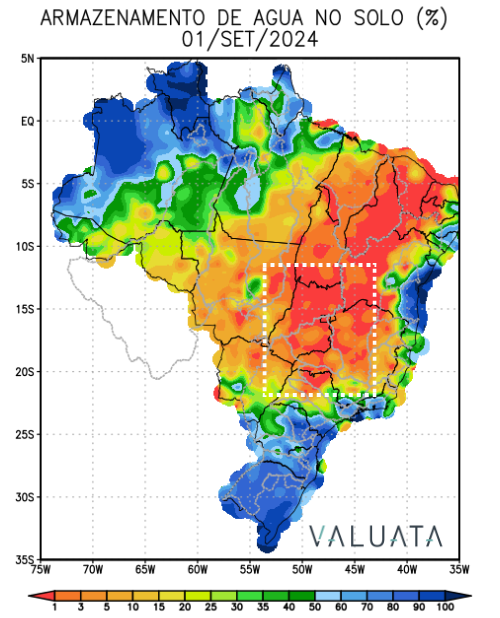 ARMAZENAMENTO DE AGUA NO SOLO (%)
01/SET/2024
5N
EQ
5S
10S
15S
20S
25S
30S
35S
VALUATA
75W 70W 65W 60W 55W 50W 45W 40W 35W
1 3 5 10 15 20 25 30 35 40 50 60 70 80 90 100